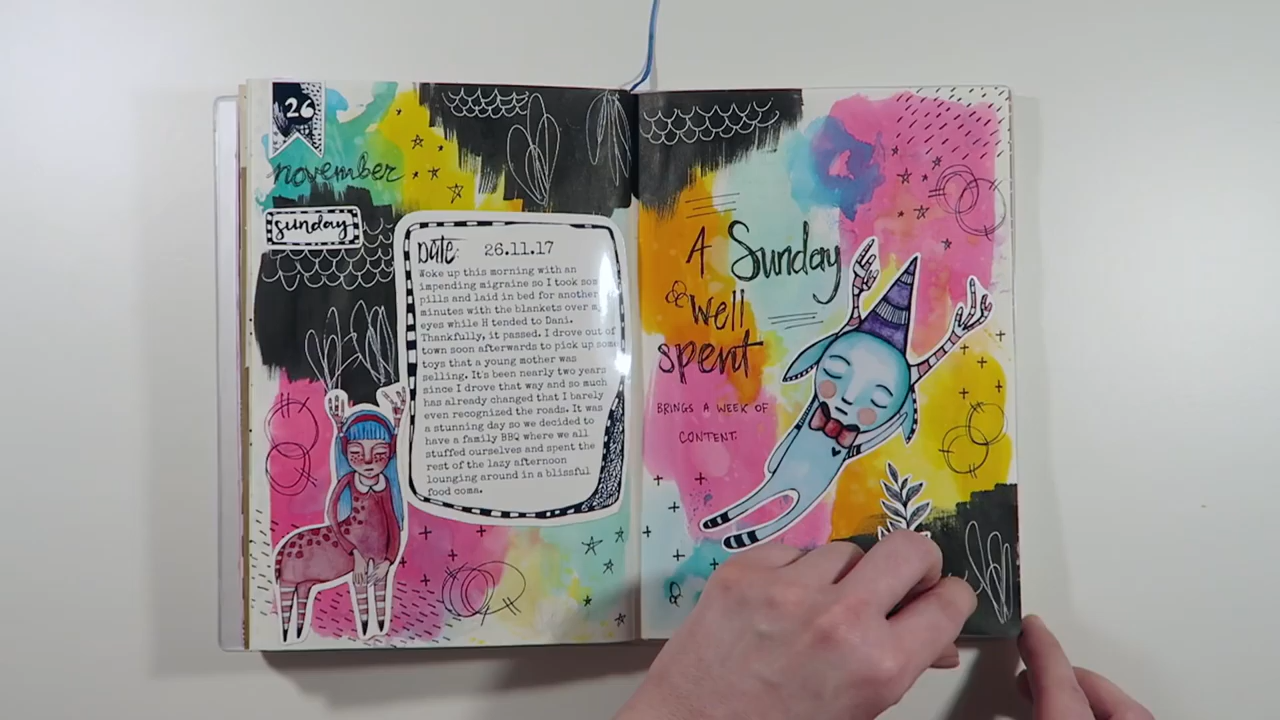 26
november
sunday
DATE: 26.11.17
Woke up this morning with an
impending migraine so I took some
pills and laid in bed for another
minutes with the blankets over my
eyes while H tended to Dani.
Thankfully, it passed. I drove out of
town soon afterwards to pick up some
toys that a young mother was
selling. It's been nearly two years
since I drove that way and so much
has already changed that I barely
even recognized the roads. It was
a stunning day so we decided to
have a family BBQ where we all
stuffed ourselves and spent the
rest of the lazy afternoon
lounging around in a blissful
food coma.
A Sunday
well
spent
BRINGS A WEEK OF
CONTENT.